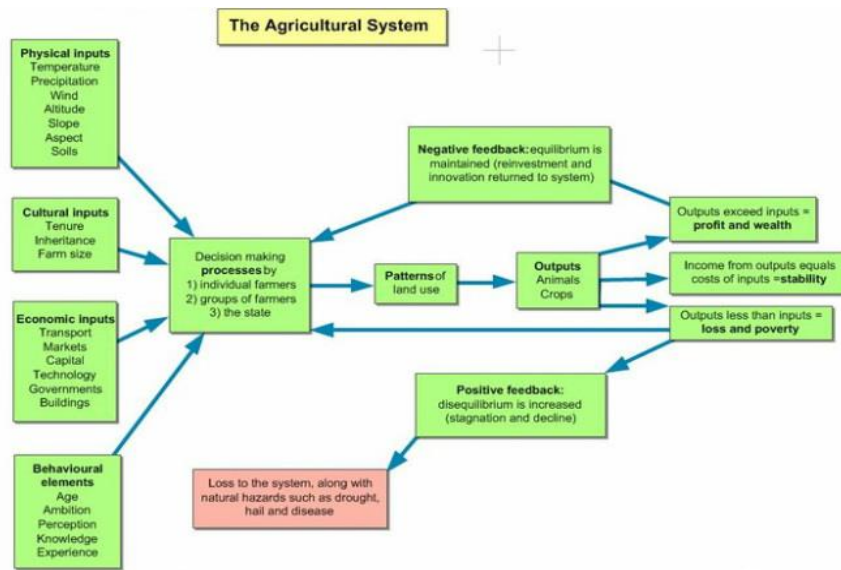 The Agricultural System
Physical inputs
Temperature
Precipitation
Wind
Altitude
Slope
Aspect
Soils
Cultural inputs
Tenure
Inheritance
Farm size
Economic inputs
Transport
Markets
Capital
Technology
Governments
Buildings
Behavioural
elements
Age
Ambition
Perception
Knowledge
Experience
Decision making
processes by
1) individual farmers
2) groups of farmers
3) the state
Patterns of
land use
Outputs
Animals
Crops
Negative feedback: equilibrium is
maintained (reinvestment and
innovation returned to system)
Outputs exceed inputs =
profit and wealth
Income from outputs equals
costs of inputs =stability
Outputs less than inputs =
loss and poverty
Positive feedback:
disequilibrium is increased
(stagnation and decline)
Loss to the system, along with
natural hazards such as drought,
hail and disease